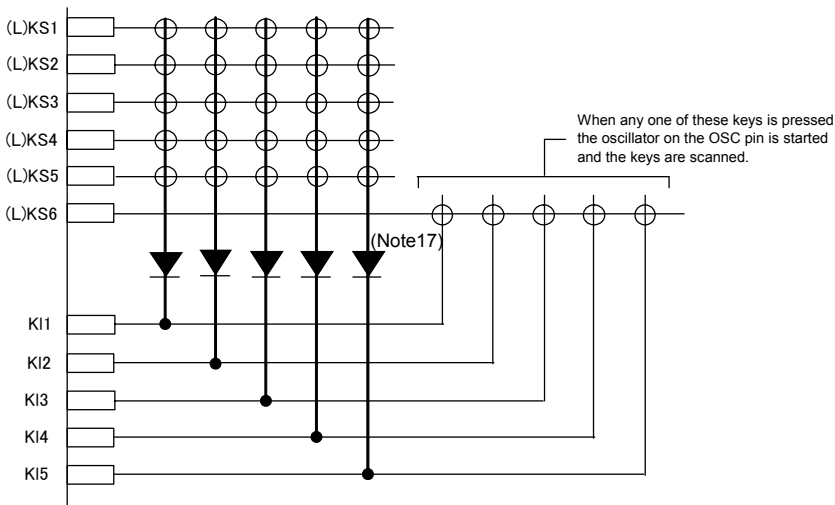 (L)KS1
(L)KS2
(L)KS3
(L)KS4
(L)KS5
(L)KS6
When any one of these keys is pressed
the oscillator on the OSC pin is started
and the keys are scanned.
(Note17)
KI1
KI2
KI3
KI4
KI5